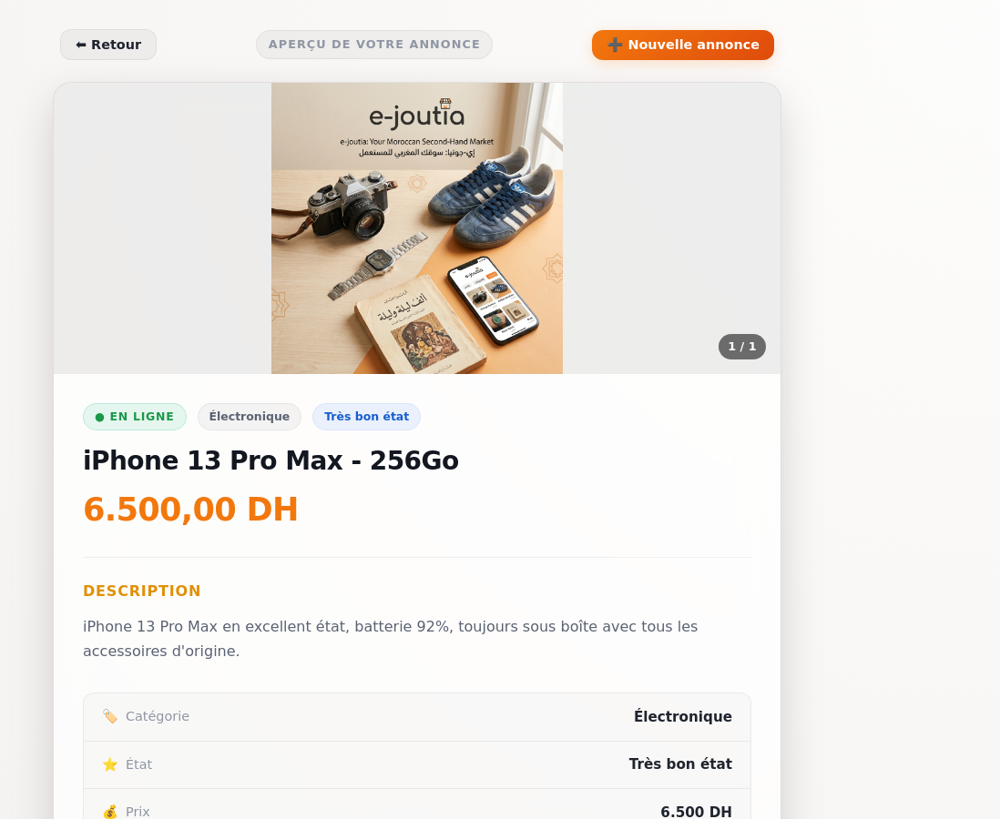 ⬅ Retour
APERÇU DE VOTRE ANNONCE
➕ Nouvelle annonce
e-joutia
e-joutia: Your Moroccan Second-Hand Market
إي-جوتيا: سوقك المغربي للمستعمل
e-joutia
ألف ليلة وليلة
1 / 1
● EN LIGNE
Électronique
Très bon état
iPhone 13 Pro Max - 256Go
6.500,00 DH
DESCRIPTION
iPhone 13 Pro Max en excellent état, batterie 92%, toujours sous boîte avec tous les
accessoires d'origine.
🏷️ Catégorie
Électronique
⭐ État
Très bon état
💰 Prix
6.500 DH